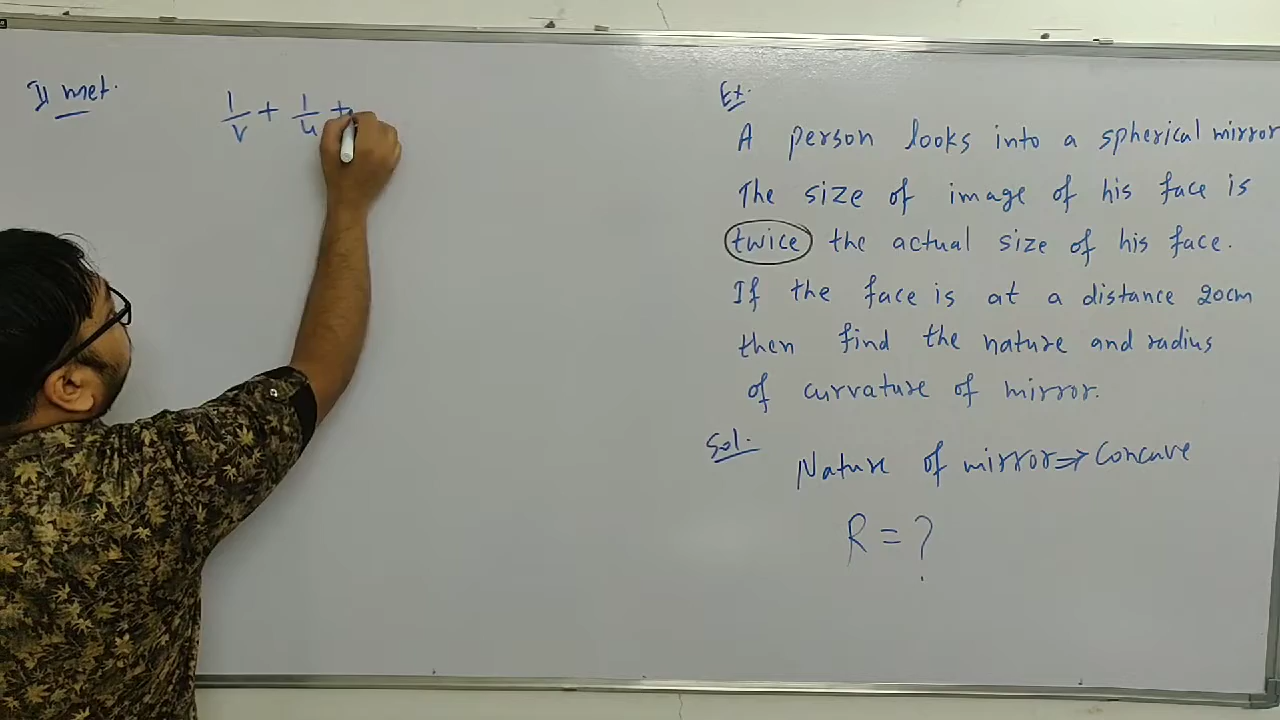 II met.
1/v + 1/u +
Ex.
A person looks into a spherical mirror
The size of image of his face is
twice the actual size of his face.
If the face is at a distance 20cm
then find the nature and radius
of curvature of mirror.
Sol.
Nature of mirror ⇒ Concave
R = ?